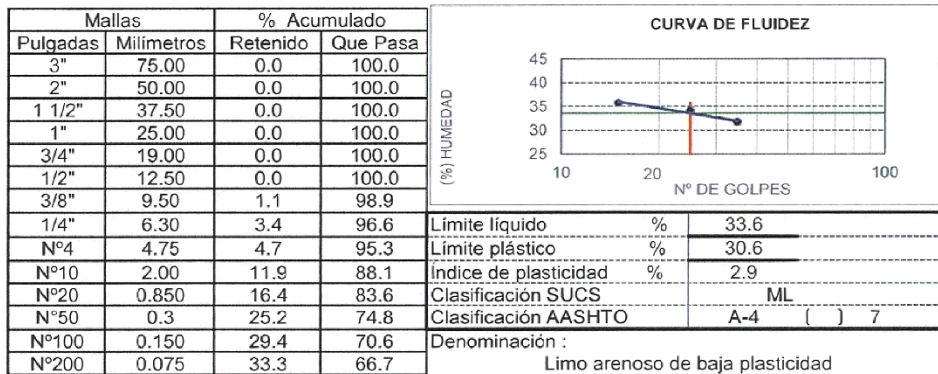 Mallas % Acumulado
Pulgadas Milímetros Retenido Que Pasa
3" 75.00 0.0 100.0
2" 50.00 0.0 100.0
1 1/2" 37.50 0.0 100.0
1" 25.00 0.0 100.0
3/4" 19.00 0.0 100.0
1/2" 12.50 0.0 100.0
3/8" 9.50 1.1 98.9
1/4" 6.30 3.4 96.6
Nº4 4.75 4.7 95.3
Nº10 2.00 11.9 88.1
Nº20 0.850 16.4 83.6
N°50 0.3 25.2 74.8
Nº100 0.150 29.4 70.6
Nº200 0.075 33.3 66.7
CURVA DE FLUIDEZ
(%) HUMEDAD
45
40
35
30
25
10 20 100
Nº DE GOLPES
Límite líquido % 33.6
Límite plástico % 30.6
Índice de plasticidad % 2.9
Clasificación SUCS ML
Clasificación AASHTO A-4 ( ) 7
Denominación :
Limo arenoso de baja plasticidad